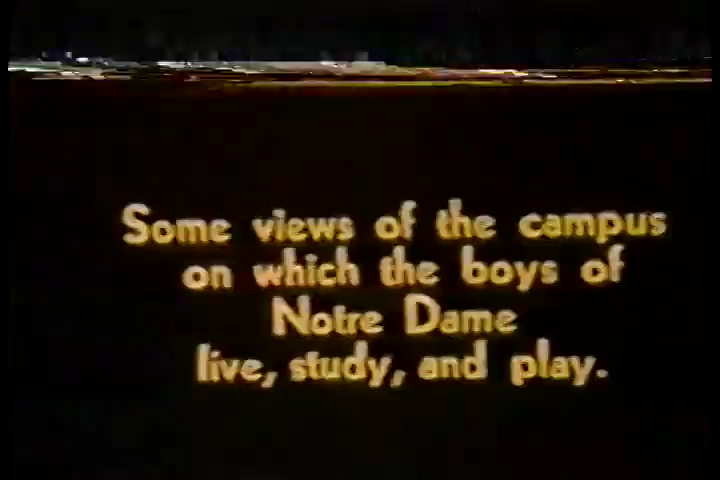 Some views of the campus
on which the boys of
Notre Dame
live, study, and play.